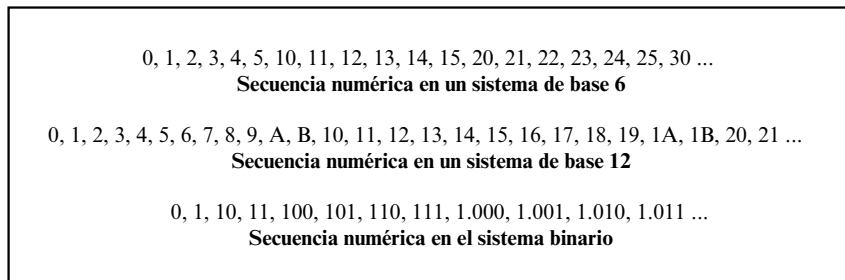 0, 1, 2, 3, 4, 5, 10, 11, 12, 13, 14, 15, 20, 21, 22, 23, 24, 25, 30 ...
Secuencia numérica en un sistema de base 6
0, 1, 2, 3, 4, 5, 6, 7, 8, 9, A, B, 10, 11, 12, 13, 14, 15, 16, 17, 18, 19, 1A, 1B, 20, 21 ...
Secuencia numérica en un sistema de base 12
0, 1, 10, 11, 100, 101, 110, 111, 1.000, 1.001, 1.010, 1.011 ...
Secuencia numérica en el sistema binario